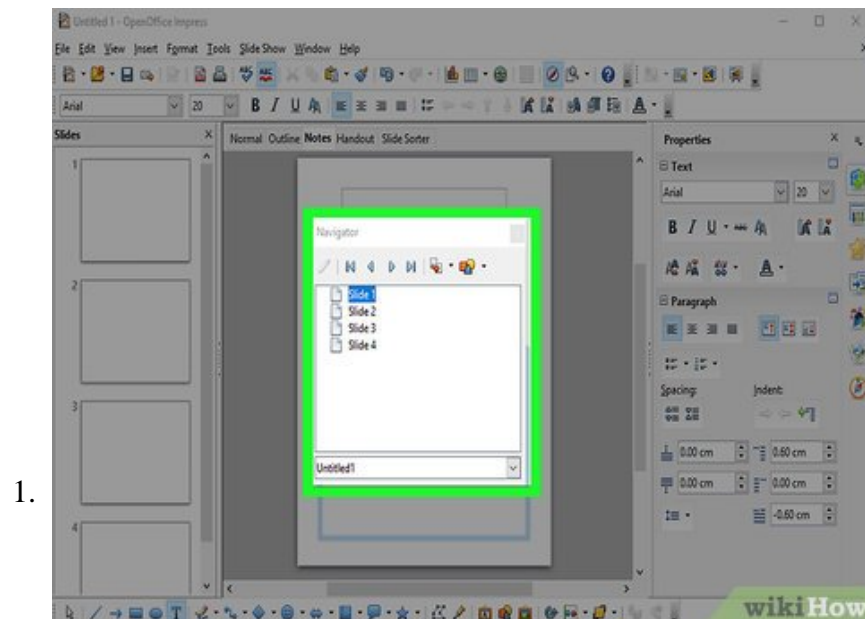 Untitled 1 - OpenOffice Impress
File Edit View Insert Format Tools Slide Show Window Help
Arial 20 B I U
Slides
Normal Outline Notes Handout Slide Sorter
Properties
1
Text
Arial 20
Navigator
B I U
Slide 1
Slide 2
Slide 3
Slide 4
2
Paragraph
Spacing: Indent:
3
0.00 cm 0.60 cm
Untitled1
0.00 cm 0.00 cm
1.
-0.60 cm
4
wikiHow